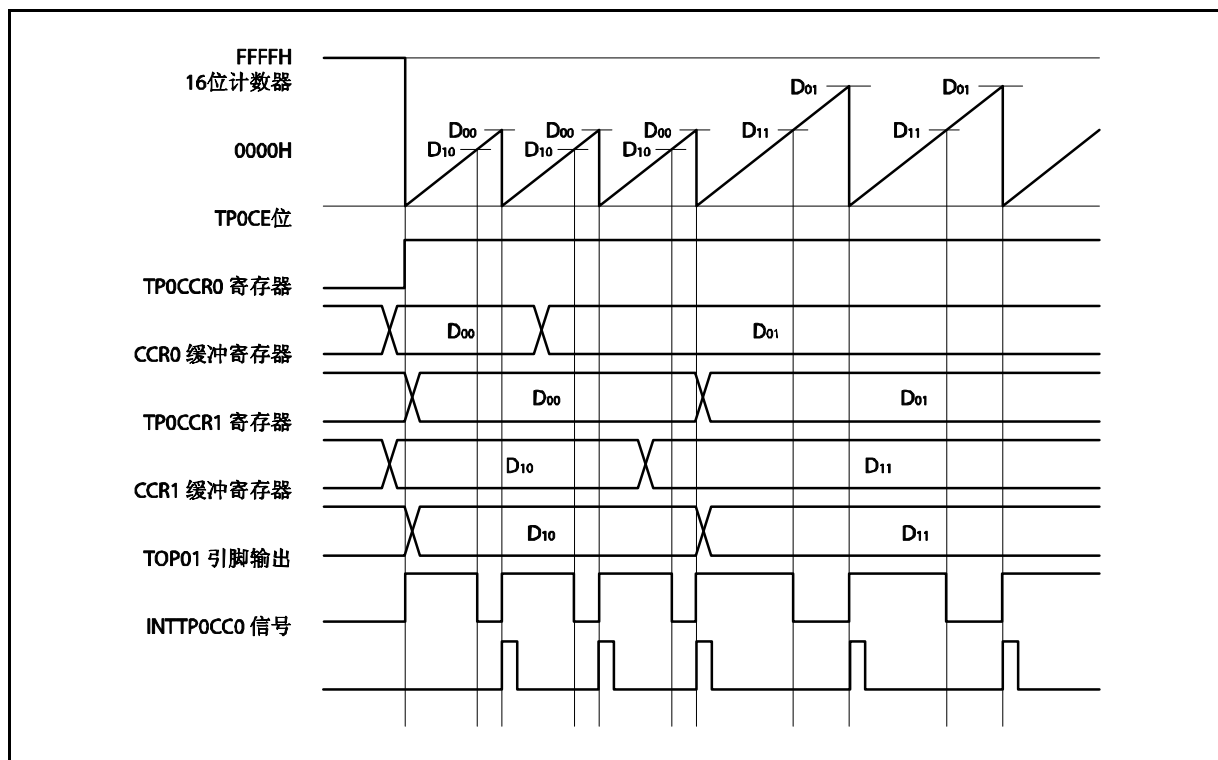 FFFFH
16位计数器
D01 D01
D00 D00 D00 D11 D11
D10 D10 D10
0000H
TP0CE位
TP0CCR0 寄存器
D00 D01
CCR0 缓冲寄存器
D00 D01
TP0CCR1 寄存器
D10 D11
CCR1 缓冲寄存器
D10 D11
TOP01 引脚输出
INTTP0CC0 信号